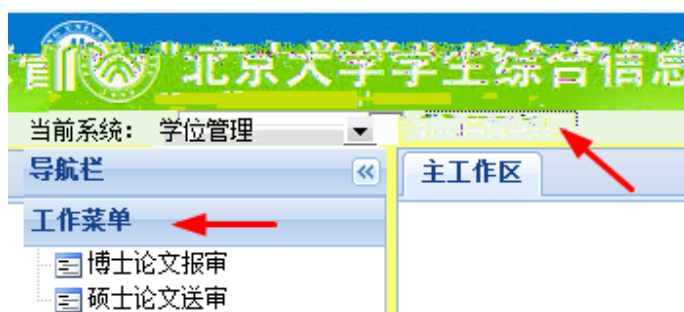 北京大学学生综合信息
当前系统： 学位管理
导航栏
主工作区
工作菜单
博士论文报审
硕士论文送审